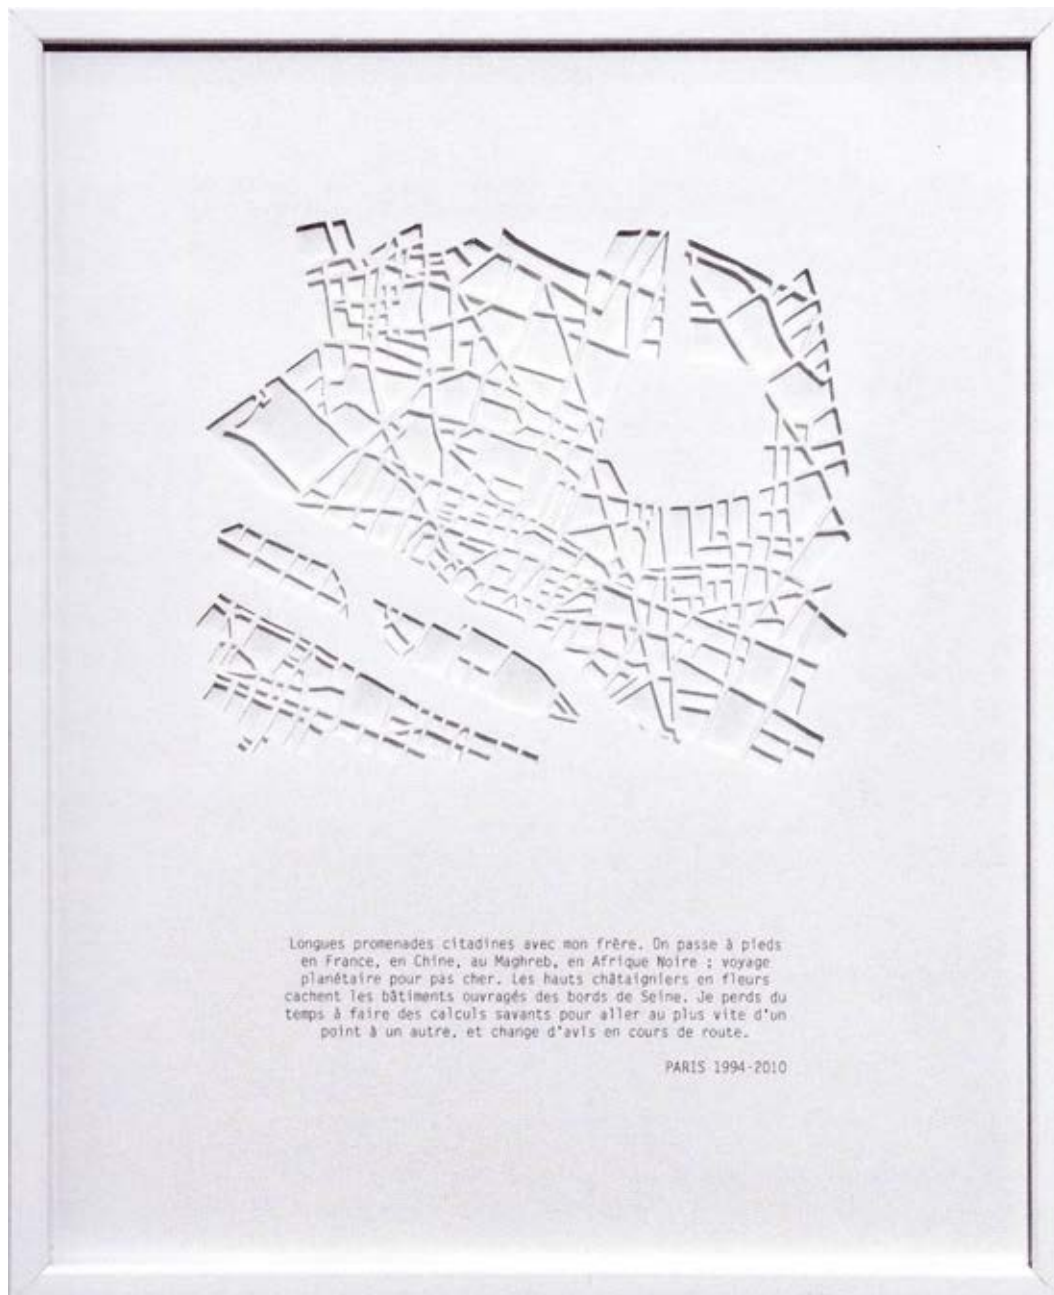 Longues promenades citadines avec mon frère. On passe à pieds
en France, en Chine, au Maghreb, en Afrique Noire : voyage
planétaire pour pas cher. Les hauts châtaigniers en fleurs
cachent les bâtiments ouvragés des bords de Seine. Je perds du
temps à faire des calculs savants pour aller au plus vite d'un
point à un autre, et change d'avis en cours de route.
PARIS 1994-2010